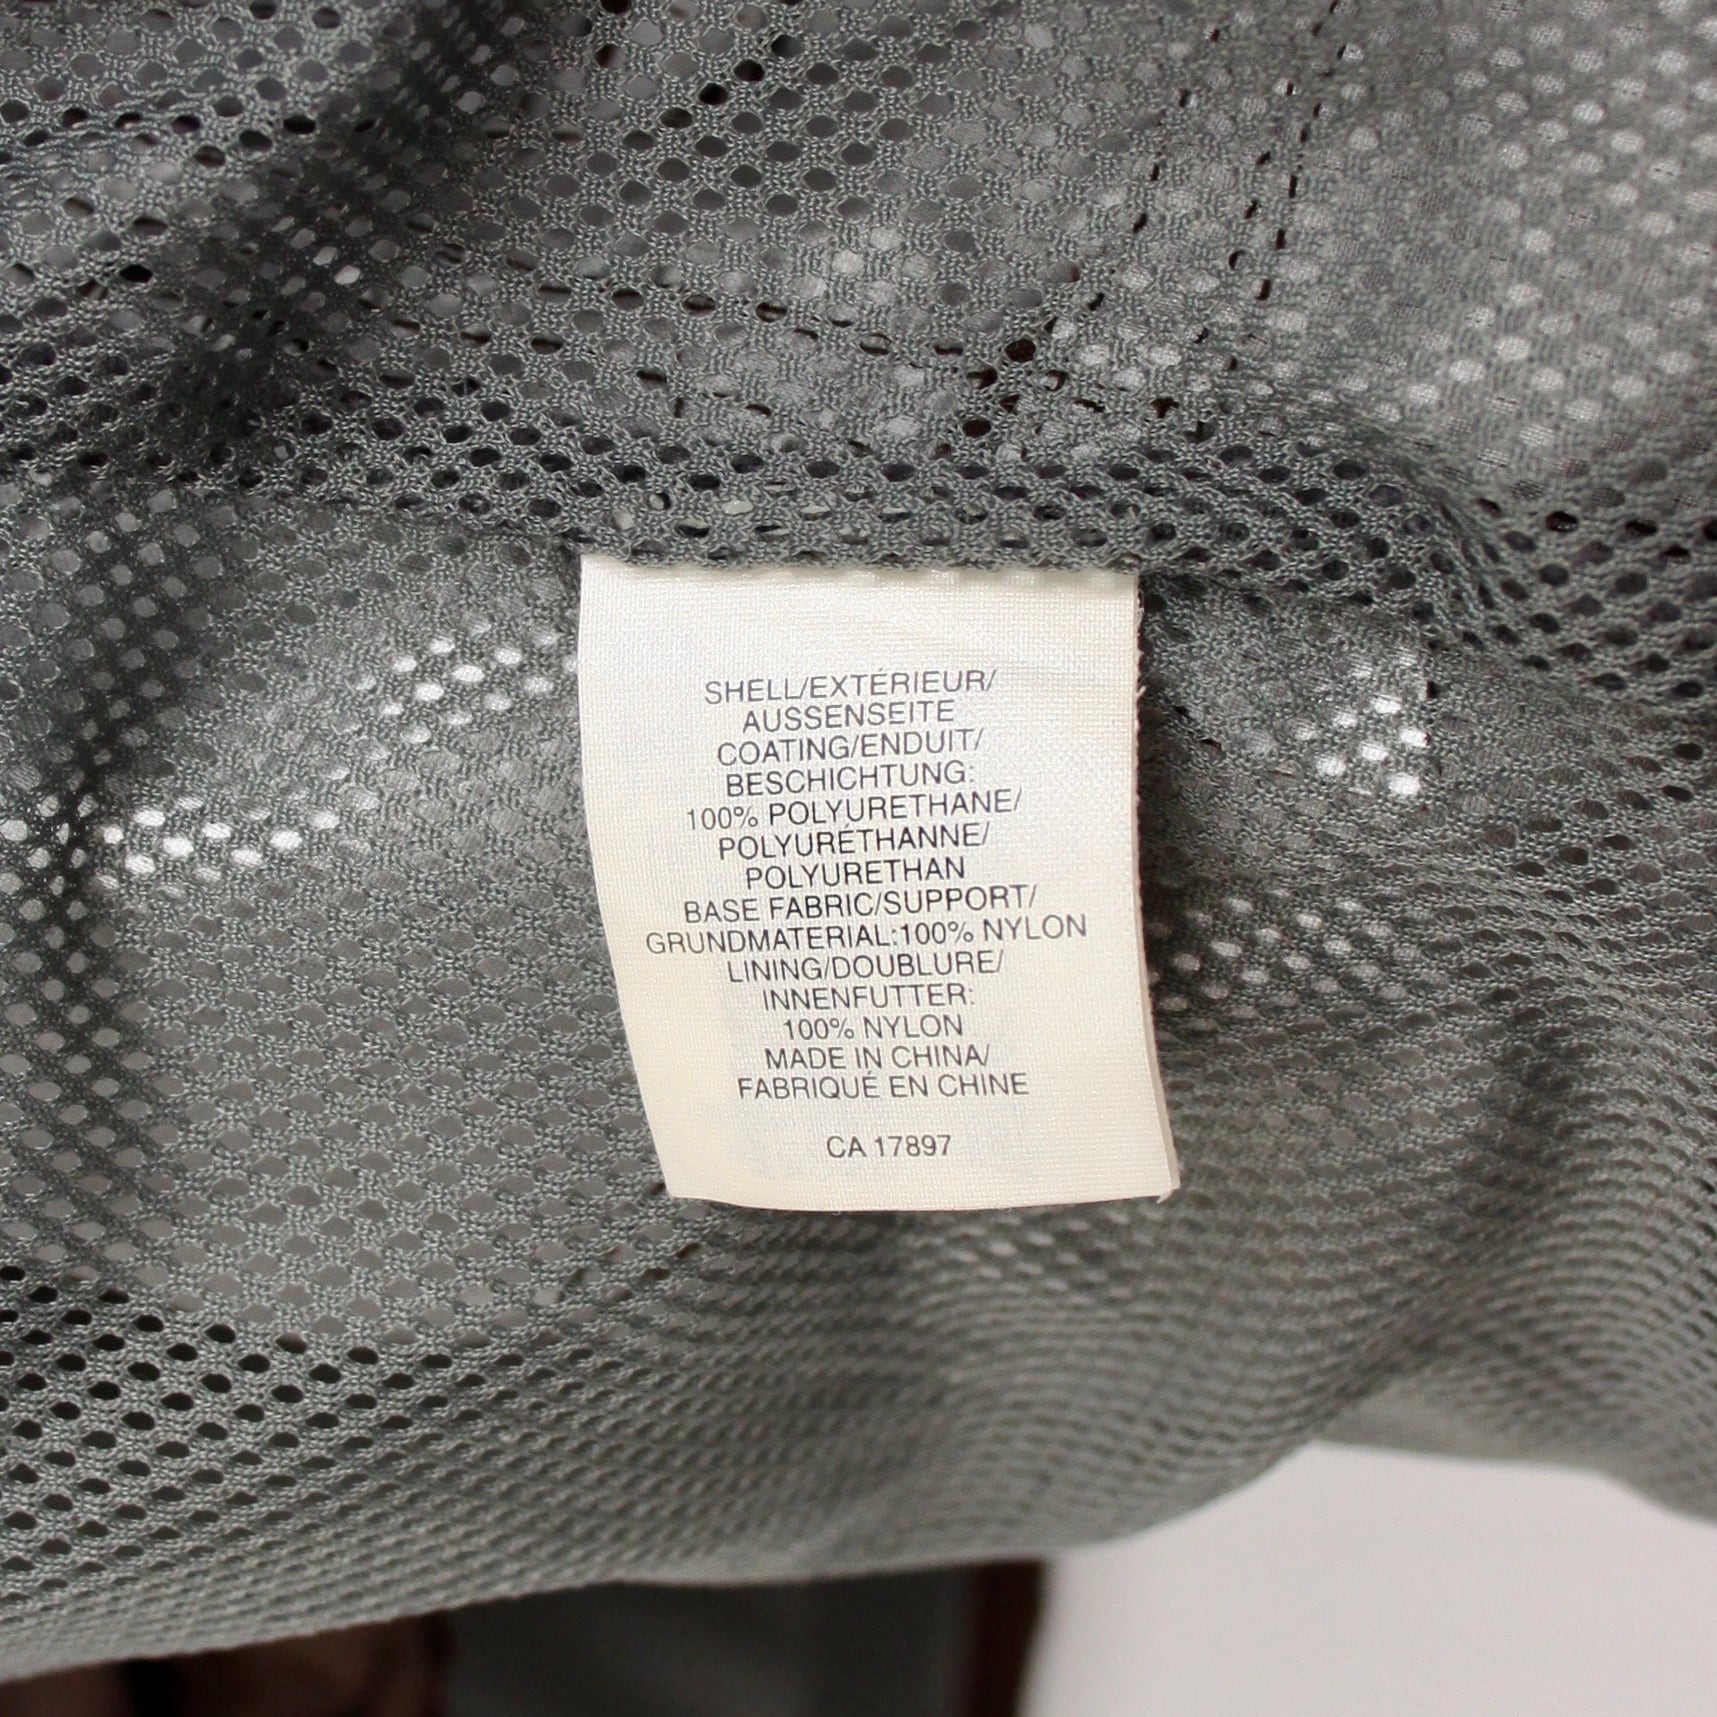 SHELL/EXTÉRIEUR/
AUSSENSEITE
COATING/ENDUIT/
BESCHICHTUNG:
100% POLYURETHANE/
POLYURÉTHANNE/
POLYURETHAN
BASE FABRIC/SUPPORT/
GRUNDMATERIAL:100% NYLON
LINING/DOUBLURE/
INNENFUTTER:
100% NYLON
MADE IN CHINA/
FABRIQUÉ EN CHINE
CA 17897